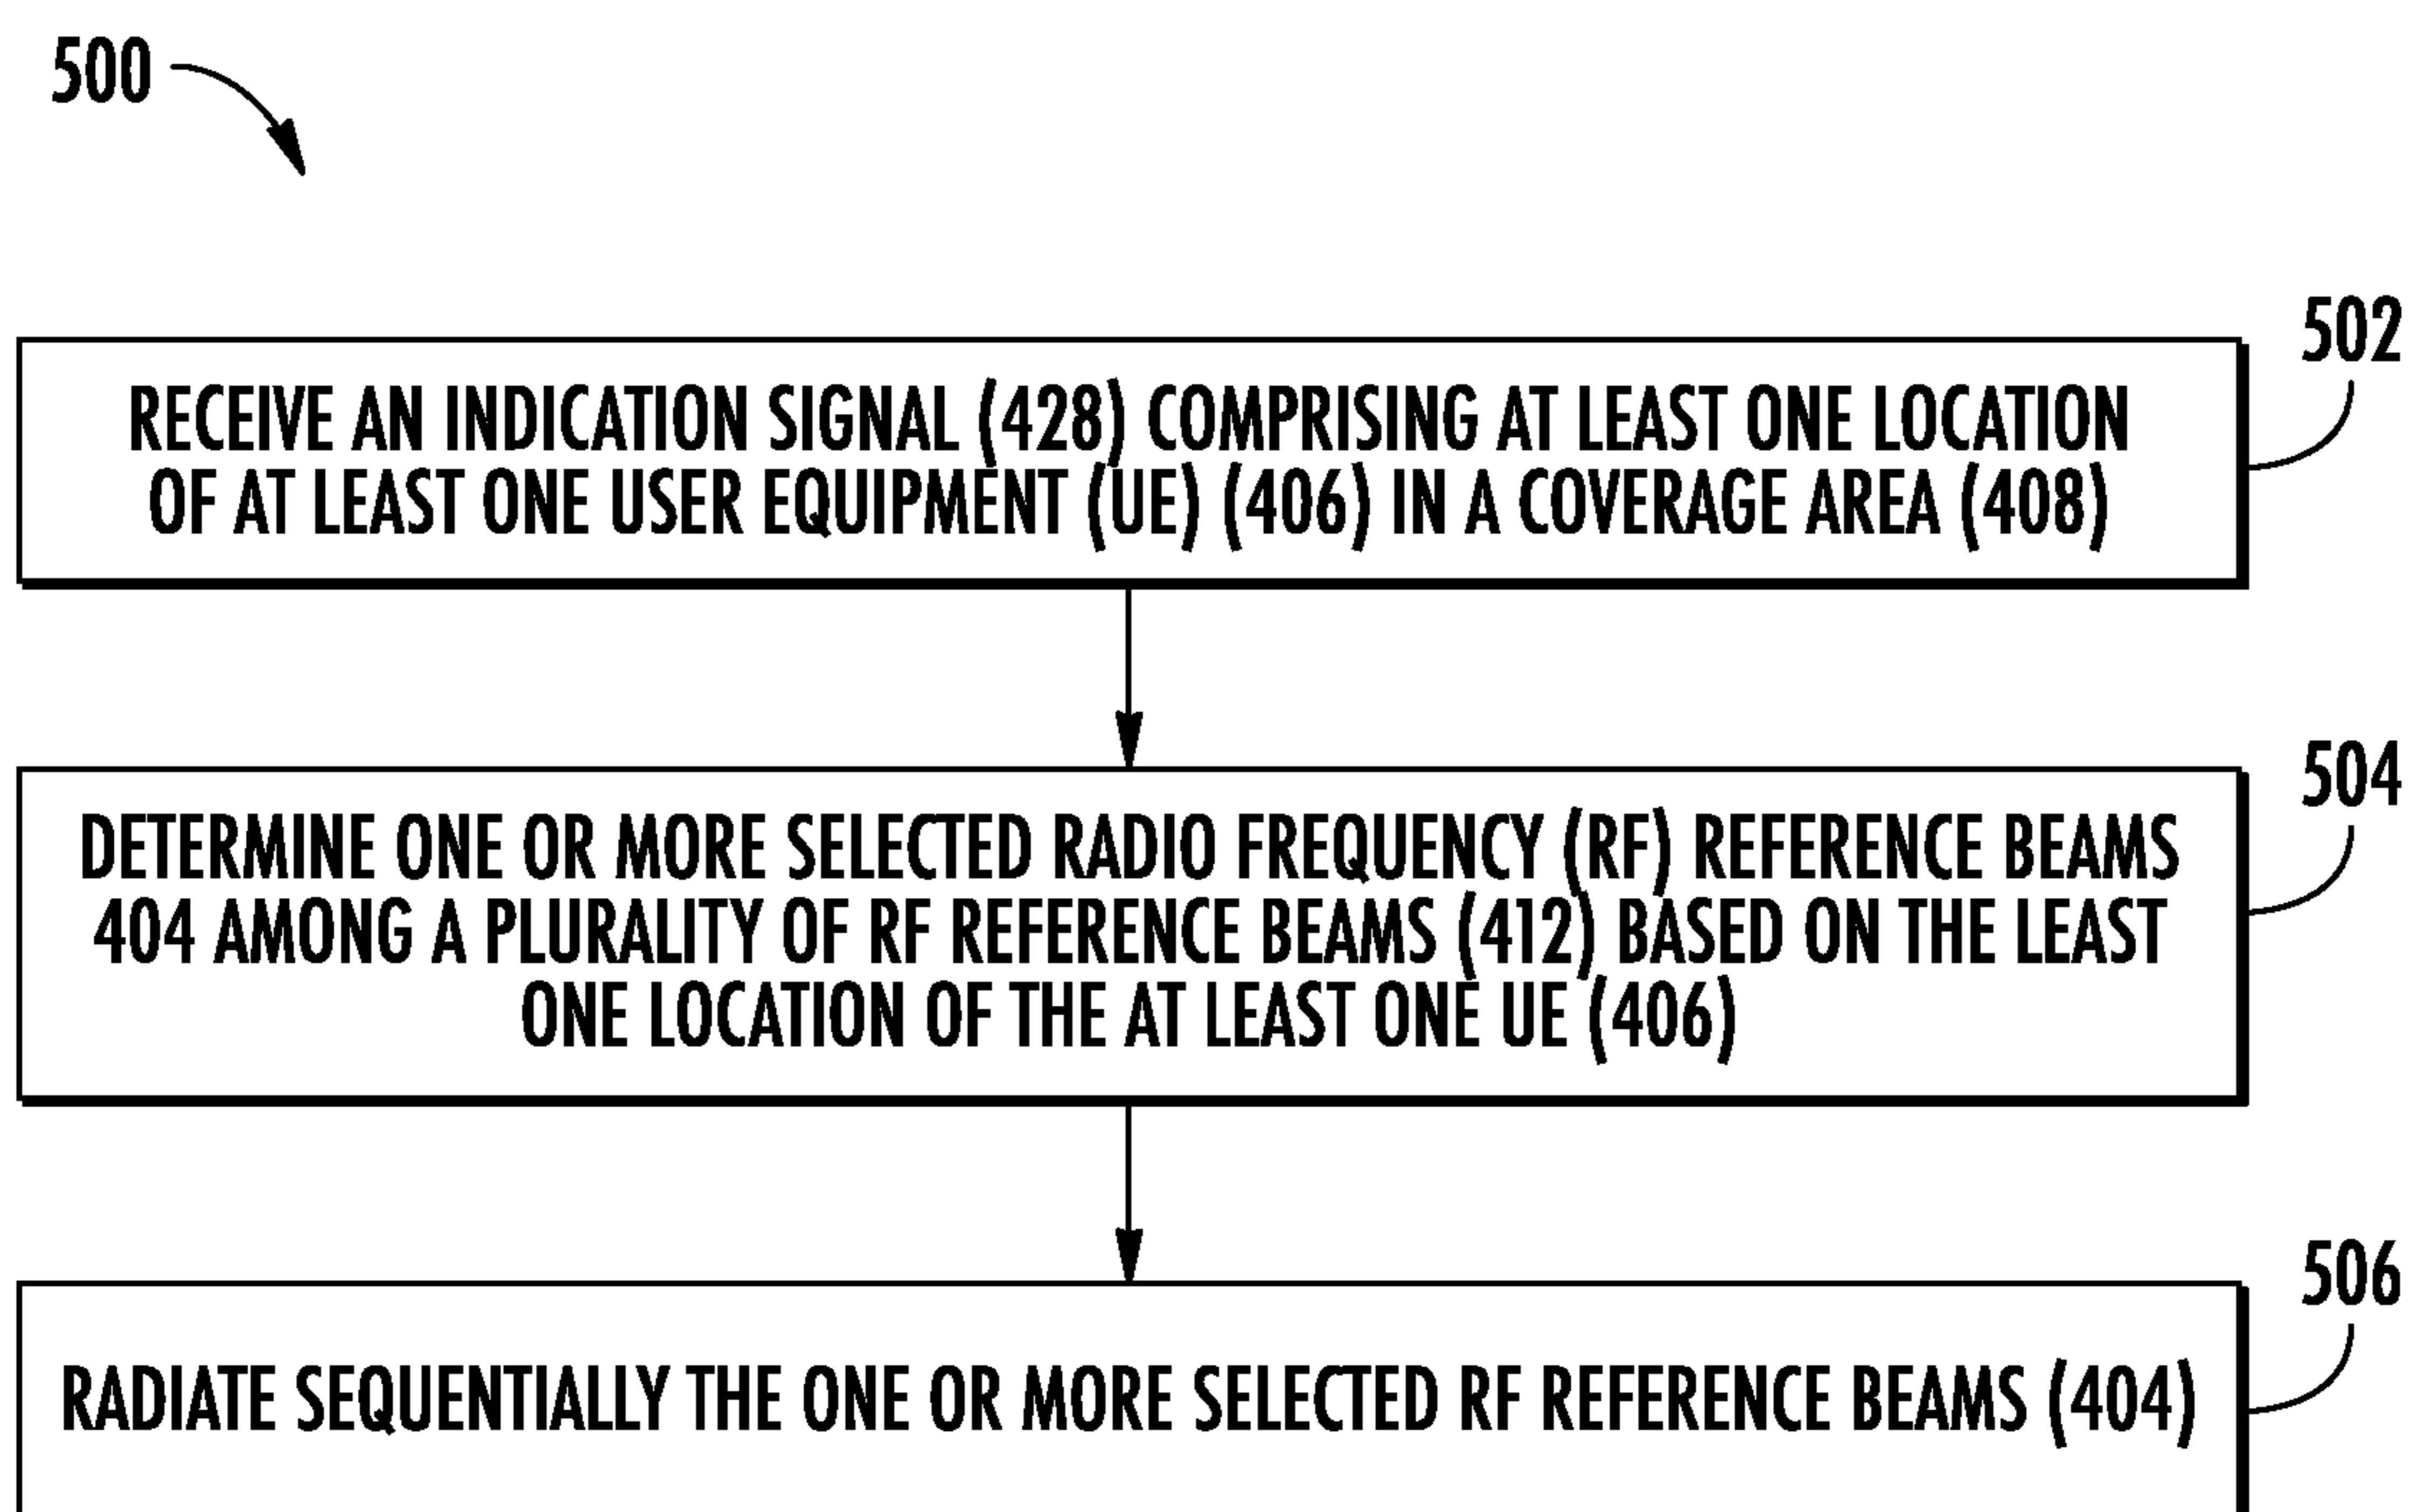 500
502
RECEIVE AN INDICATION SIGNAL (428) COMPRISING AT LEAST ONE LOCATION
OF AT LEAST ONE USER EQUIPMENT (UE) (406) IN A COVERAGE AREA (408)
504
DETERMINE ONE OR MORE SELECTED RADIO FREQUENCY (RF) REFERENCE BEAMS
404 AMONG A PLURALITY OF RF REFERENCE BEAMS (412) BASED ON THE LEAST
ONE LOCATION OF THE AT LEAST ONE UE (406)
506
RADIATE SEQUENTIALLY THE ONE OR MORE SELECTED RF REFERENCE BEAMS (404)